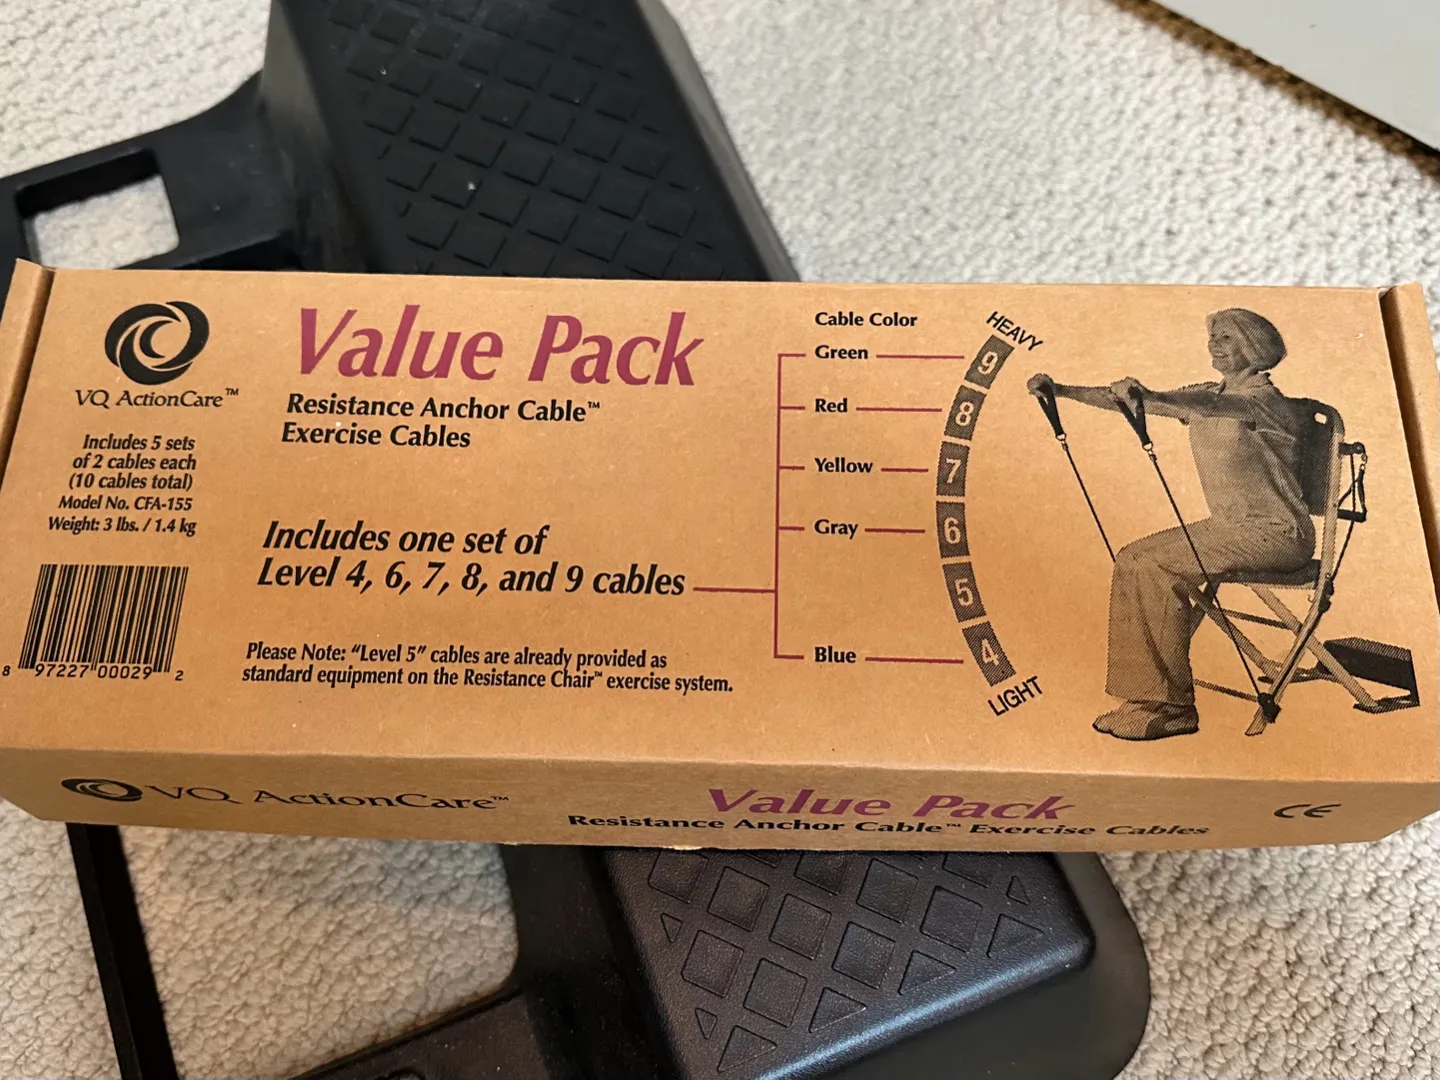 VQ ActionCare™
Includes 5 sets
of 2 cables each
(10 cables total)
Model No. CFA-155
Weight: 3 lbs. / 1.4 kg
8 97227 00029 2
Value Pack
Resistance Anchor Cable™
Exercise Cables
Includes one set of
Level 4, 6, 7, 8, and 9 cables
Please Note: “Level 5” cables are already provided as
standard equipment on the Resistance Chair™ exercise system.
Cable Color
Green
Red
Yellow
Gray
Blue
HEAVY
9
8
7
6
5
4
LIGHT
VQ ActionCare™
Value Pack
Resistance Anchor Cable™ Exercise Cables
CE